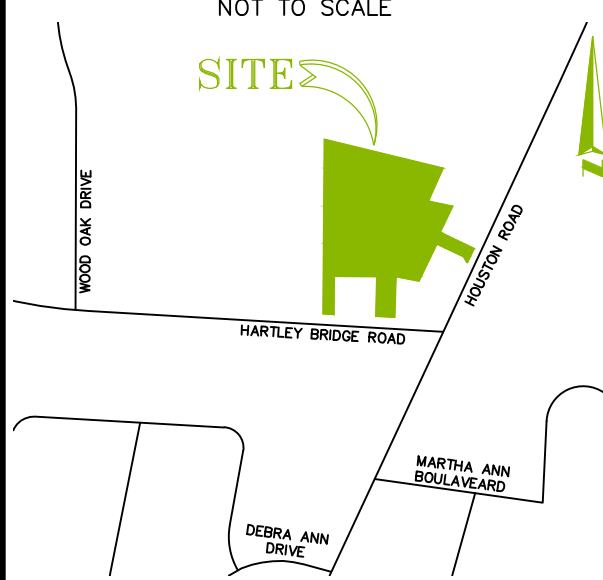 NOT TO SCALE
SITE
WOOD OAK DRIVE
HOUSTON ROAD
HARTLEY BRIDGE ROAD
MARTHA ANN
BOULAVEARD
DEBRA ANN
DRIVE